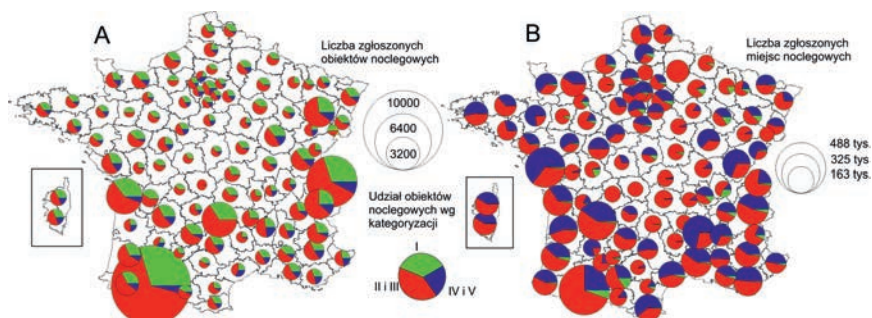 A
Liczba zgłoszonych
obiektów noclegowych
10000
6400
3200
Udział obiektów
noclegowych wg
kategoryzacji
I
II i III
IV i V
B
Liczba zgłoszonych
miejsc noclegowych
488 tys.
325 tys
163 tys.